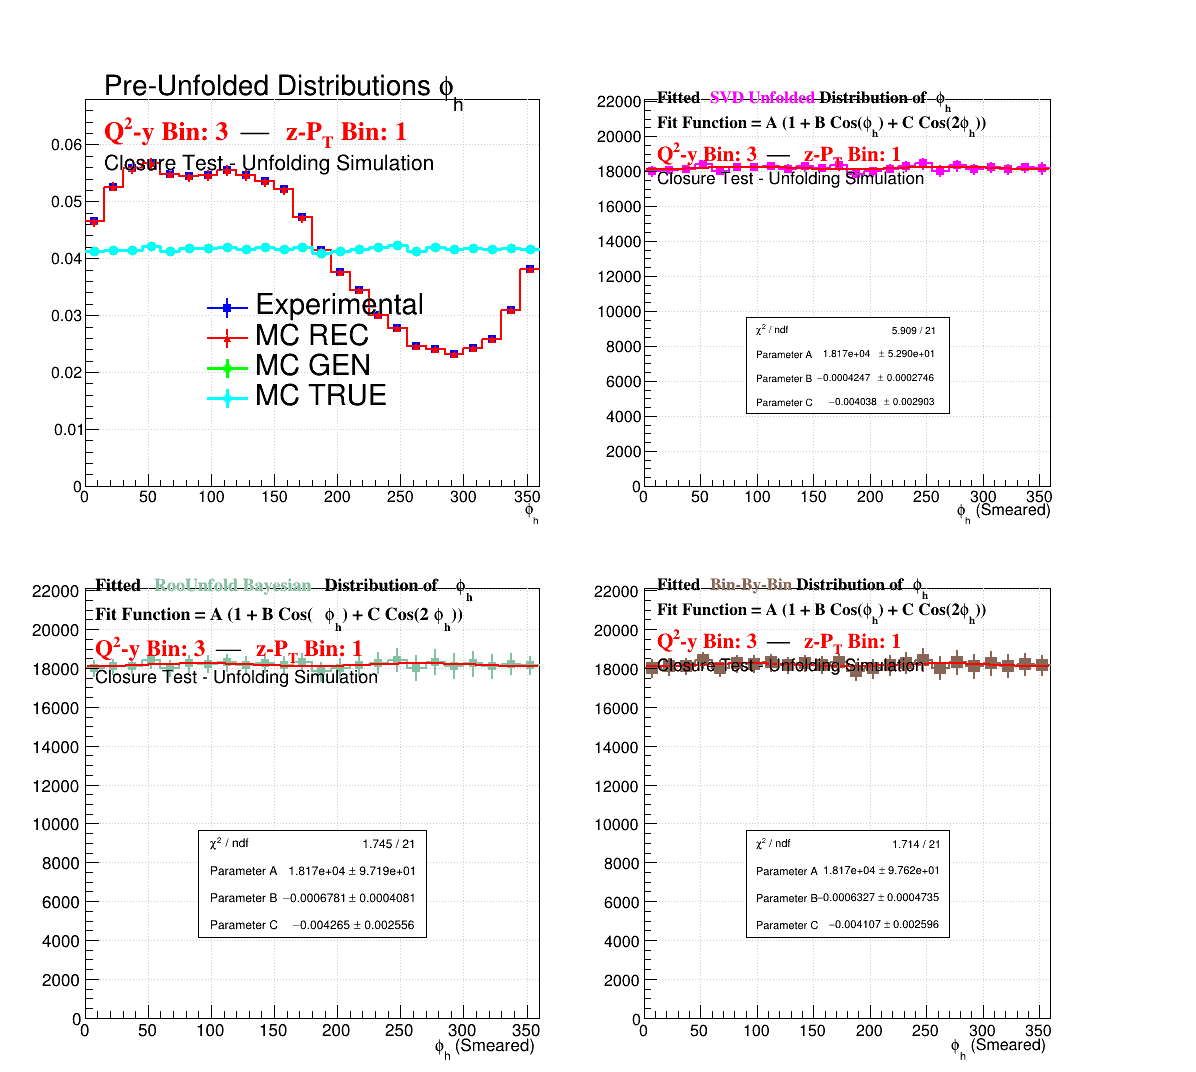 Pre-Unfolded Distributions ϕh
Q²-y Bin: 3 — z-PT Bin: 1
Closure Test - Unfolding Simulation
0.06
0.05
0.04
0.03
0.02
0.01
0
Experimental
MC REC
MC GEN
MC TRUE
0 50 100 150 200 250 300 350
ϕh
Fitted SVD Unfolded Distribution of ϕh
Fit Function = A (1 + B Cos(ϕh) + C Cos(2ϕh))
Q²-y Bin: 3 — z-PT Bin: 1
Closure Test - Unfolding Simulation
22000
20000
18000
16000
14000
12000
10000
8000
6000
4000
2000
0
χ² / ndf 5.909 / 21
Parameter A 1.817e+04 ± 5.290e+01
Parameter B −0.0004247 ± 0.0002746
Parameter C −0.004038 ± 0.002903
0 50 100 150 200 250 300 350
ϕh (Smeared)
Fitted RooUnfold Bayesian Distribution of ϕh
Fit Function = A (1 + B Cos( ϕh) + C Cos(2 ϕh))
Q²-y Bin: 3 — z-PT Bin: 1
Closure Test - Unfolding Simulation
22000
20000
18000
16000
14000
12000
10000
8000
6000
4000
2000
0
χ² / ndf 1.745 / 21
Parameter A 1.817e+04 ± 9.719e+01
Parameter B −0.0006781 ± 0.0004081
Parameter C −0.004265 ± 0.002556
0 50 100 150 200 250 300 350
ϕh (Smeared)
Fitted Bin-By-Bin Distribution of ϕh
Fit Function = A (1 + B Cos(ϕh) + C Cos(2ϕh))
Q²-y Bin: 3 — z-PT Bin: 1
Closure Test - Unfolding Simulation
22000
20000
18000
16000
14000
12000
10000
8000
6000
4000
2000
0
χ² / ndf 1.714 / 21
Parameter A 1.817e+04 ± 9.762e+01
Parameter B −0.0006327 ± 0.0004735
Parameter C −0.004107 ± 0.002596
0 50 100 150 200 250 300 350
ϕh (Smeared)